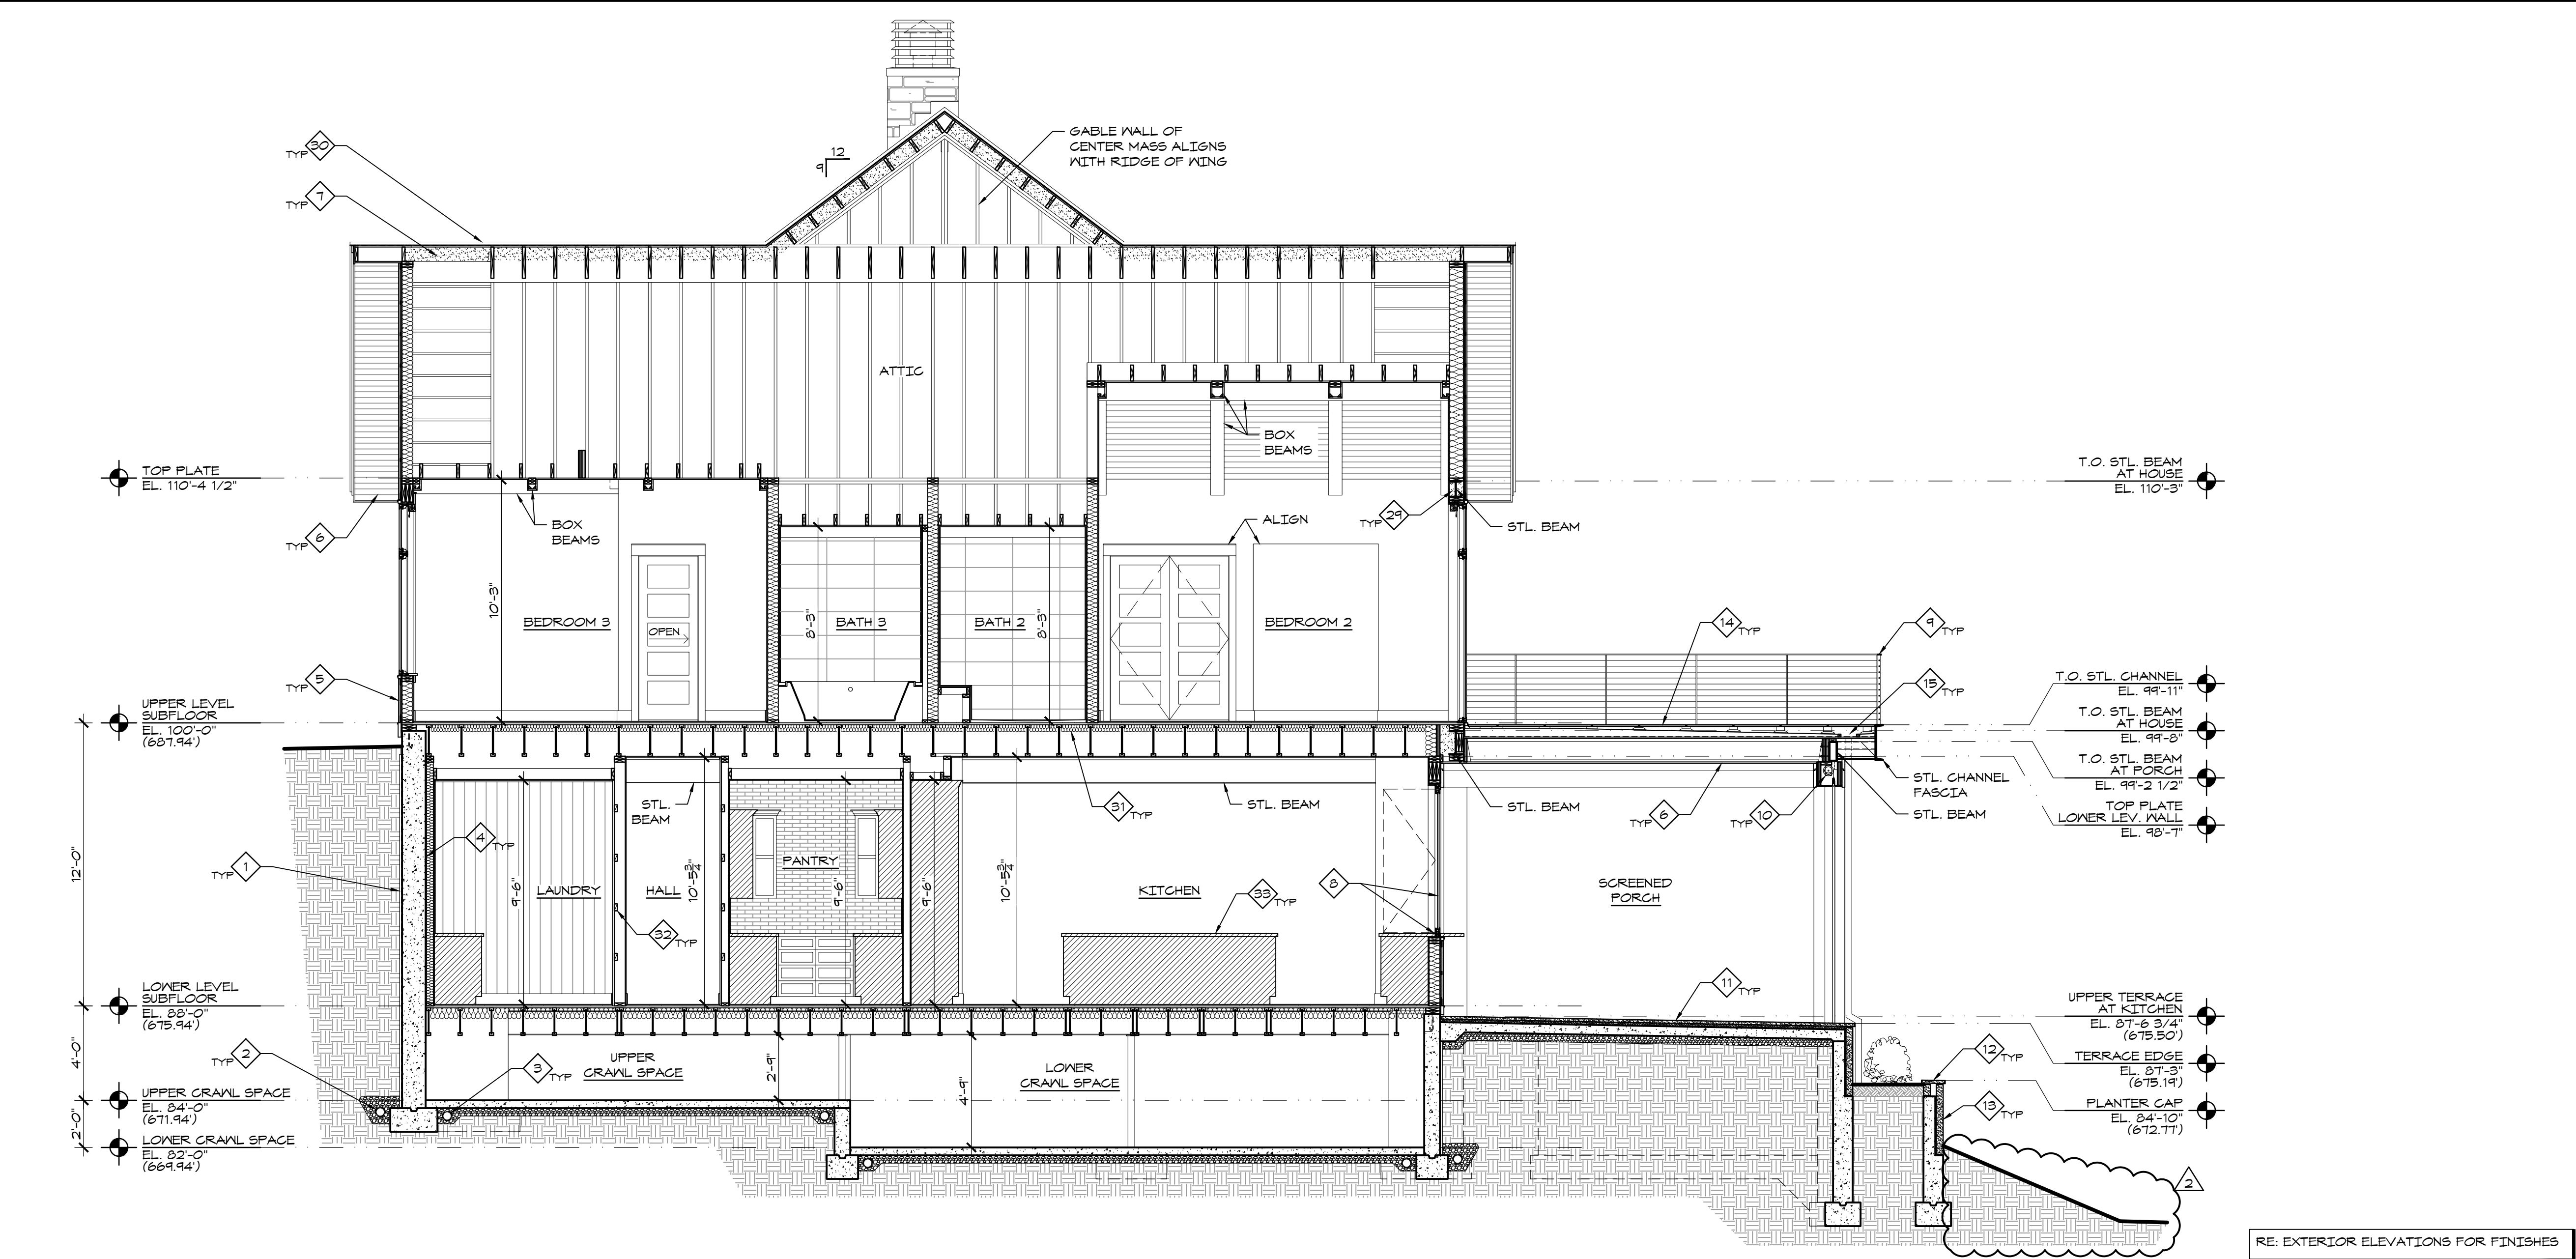 GABLE WALL OF
CENTER MASS ALIGNS
WITH RIDGE OF WING
12
9
TYP 30
TYP 7
ATTIC
BOX
BEAMS
TOP PLATE
EL. 110'-4 1/2"
T.O. STL. BEAM
AT HOUSE
EL. 110'-3"
TYP 6
BOX
BEAMS
ALIGN
TYP 29
STL. BEAM
10'-3"
8'-3"
8'-3"
BEDROOM 3
OPEN
BATH 3
BATH 2
BEDROOM 2
14 TYP
9 TYP
TYP 5
15 TYP
T.O. STL. CHANNEL
EL. 99'-11"
UPPER LEVEL
SUBFLOOR
EL. 100'-0"
(687.94')
T.O. STL. BEAM
AT HOUSE
EL. 99'-8"
T.O. STL. BEAM
AT PORCH
EL. 99'-2 1/2"
STL. CHANNEL
FASCIA
STL. BEAM
TOP PLATE
LOWER LEV. WALL
EL. 98'-7"
STL.
BEAM
31 TYP
STL. BEAM
STL. BEAM
TYP 6
TYP 10
4 TYP
TYP 1
12'-0"
9'-6"
LAUNDRY
HALL
10'-5 3/4"
PANTRY
9'-6"
9'-6"
10'-5 3/4"
KITCHEN
33 TYP
8
SCREENED
PORCH
32 TYP
11 TYP
LOWER LEVEL
SUBFLOOR
EL. 88'-0"
(675.94')
UPPER TERRACE
AT KITCHEN
EL. 87'-6 3/4"
(675.50')
TYP 2
4'-0"
3 TYP
UPPER
CRAWL SPACE
2'-9"
LOWER
CRAWL SPACE
4'-9"
12 TYP
TERRACE EDGE
EL. 87'-3"
(675.19')
UPPER CRAWL SPACE
EL. 84'-0"
(671.94')
13 TYP
PLANTER CAP
EL. 84'-10"
(672.77')
2'-0"
LOWER CRAWL SPACE
EL. 82'-0"
(669.94')
2
RE: EXTERIOR ELEVATIONS FOR FINISHES